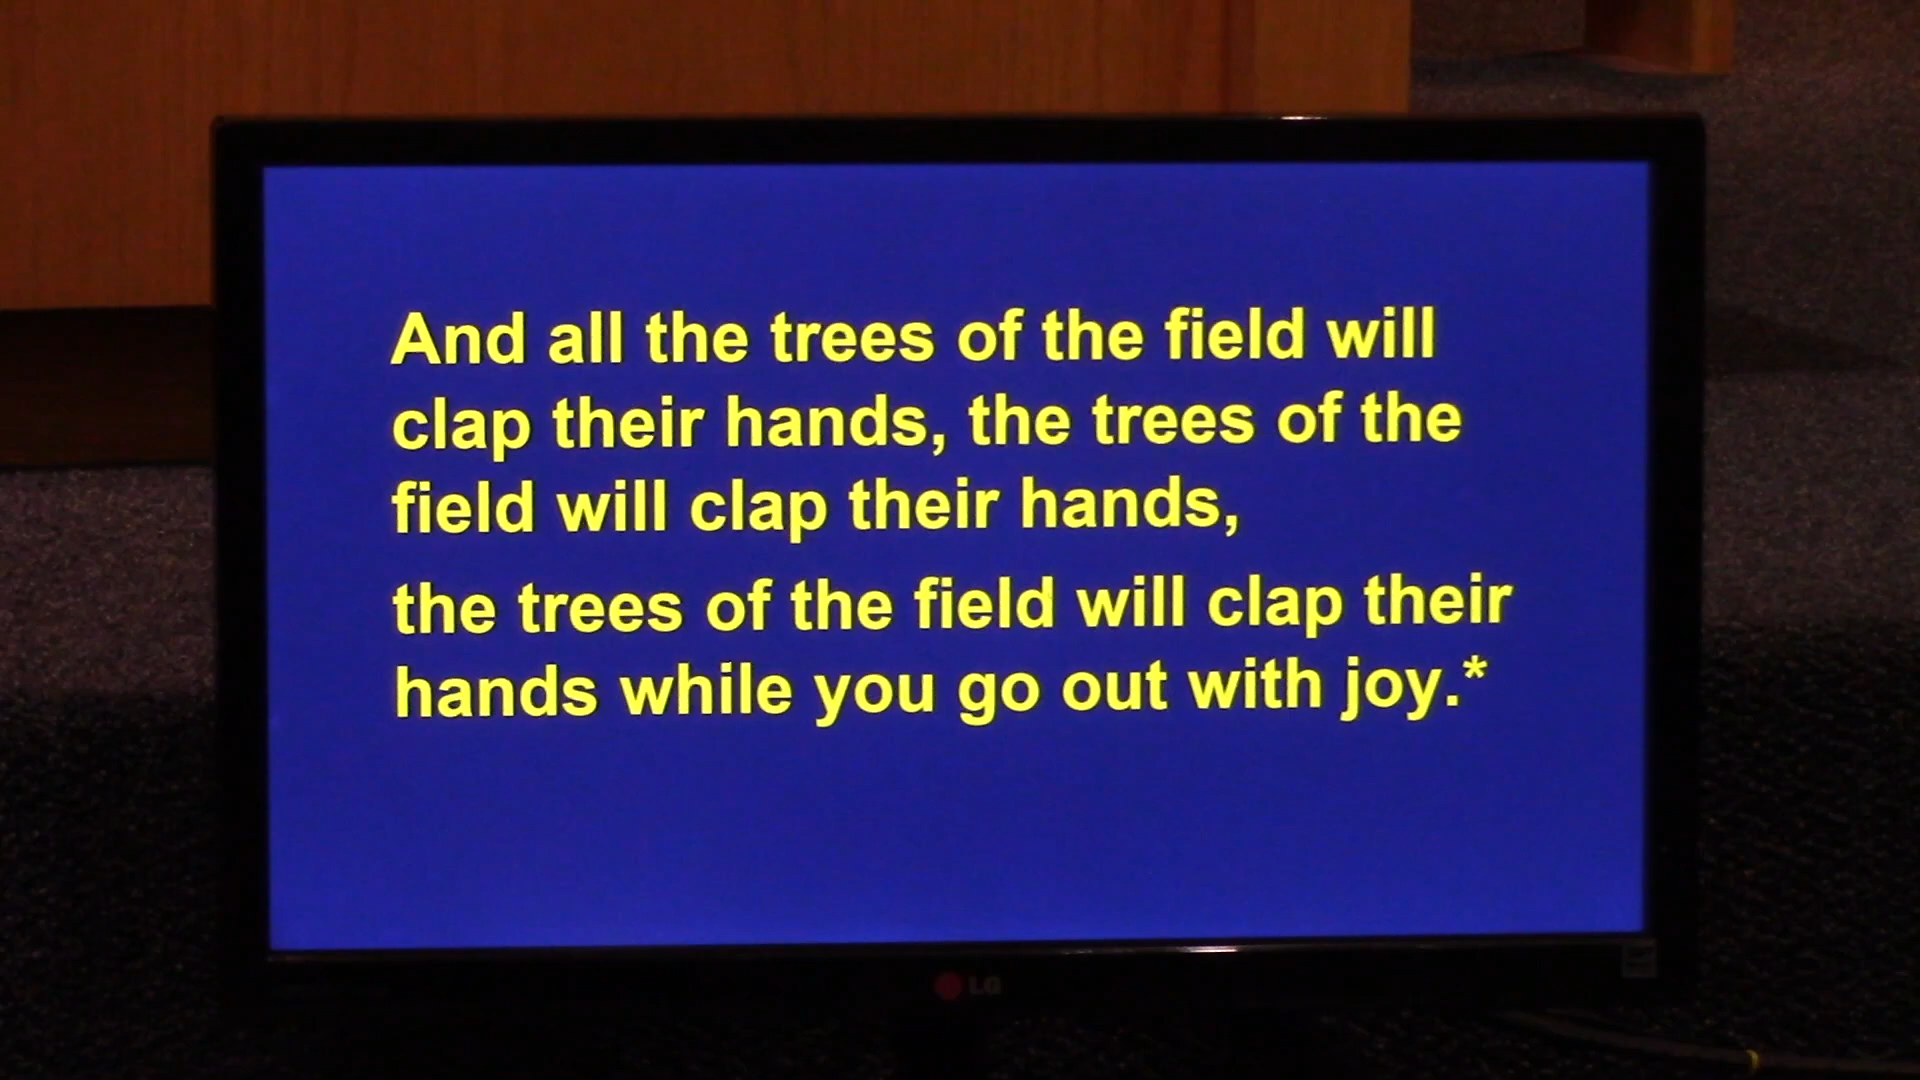 And all the trees of the field will
clap their hands, the trees of the
field will clap their hands,
the trees of the field will clap their
hands while you go out with joy.*
LG